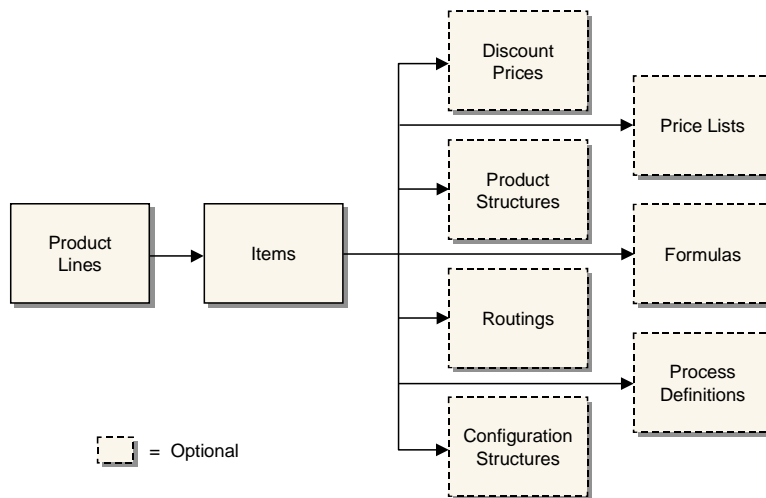 Discount
Prices
Price Lists
Product
Structures
Product
Lines
Items
Formulas
Routings
Process
Definitions
Configuration
Structures
= Optional